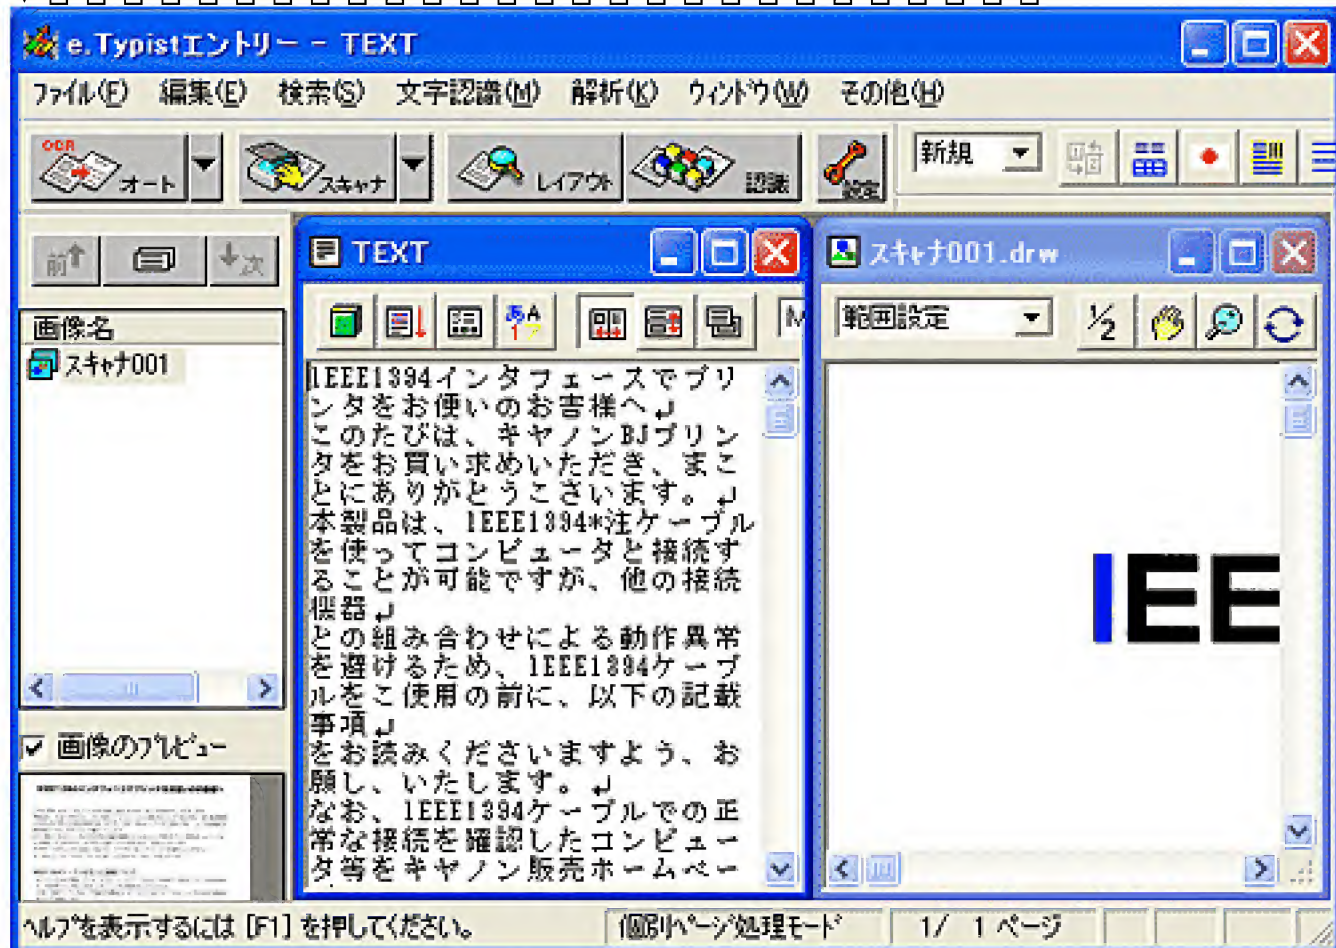 e.Typistエントリー - TEXT
ファイル(F) 編集(E) 検索(S) 文字認識(M) 解析(K) ウィンドウ(W) その他(H)
OCR オート スキャナ レイアウト 認識 設定 新規
前 次
TEXT
スキャナ001.drw
範囲設定 1/2
画像名
スキャナ001
IEEE1394インタフェースでプリ
ンタをお使いのお害様へ↲
このたびは、キヤノンBJプリン
タをお買い求めいただき、まこ
とにありがとうこさいます。↲
本製品は、IEEE1394*注ケーブル
を使ってコンピュータと接続す
ることが可能ですが、他の接続
機器↲
との組み合わせによる動作異常
を避けるため、IEEE1394ケーブ
ルをこ使用の前に、以下の記載
事項↲
をお読みくださいますよう、お
願し、いたします。↲
なお、IEEE1394ケーブルでの正
常な接続を確認したコンピュー
タ等をキヤノン販売ホームペー
IEE
画像のプレビュー
ヘルプを表示するには [F1] を押してください。 個別ページ処理モード 1/ 1 ページ